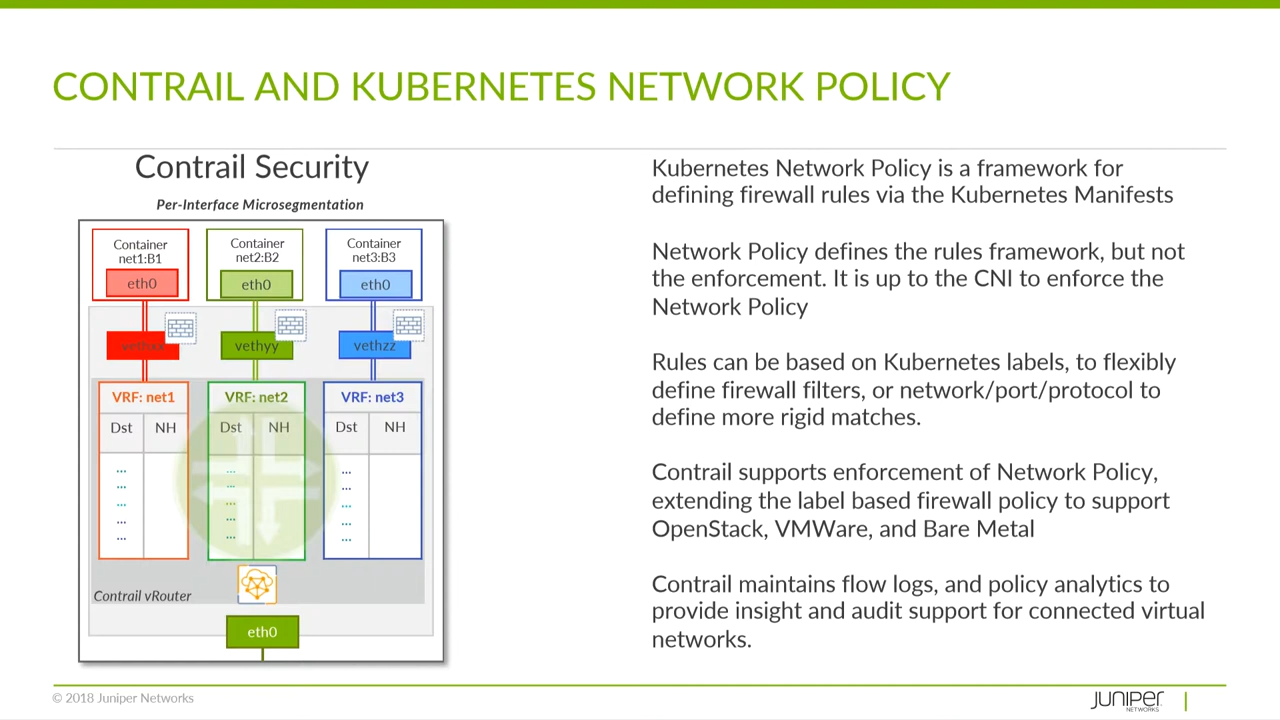 CONTRAIL AND KUBERNETES NETWORK POLICY
Contrail Security
Per-Interface Microsegmentation
Container
net1:B1
eth0
Container
net2:B2
eth0
Container
net3:B3
eth0
vethxx
vethyy
vethzz
VRF: net1
Dst NH
...
...
...
...
...
VRF: net2
Dst NH
...
...
...
...
...
VRF: net3
Dst NH
...
...
...
...
...
Contrail vRouter
eth0
Kubernetes Network Policy is a framework for
defining firewall rules via the Kubernetes Manifests
Network Policy defines the rules framework, but not
the enforcement. It is up to the CNI to enforce the
Network Policy
Rules can be based on Kubernetes labels, to flexibly
define firewall filters, or network/port/protocol to
define more rigid matches.
Contrail supports enforcement of Network Policy,
extending the label based firewall policy to support
OpenStack, VMWare, and Bare Metal
Contrail maintains flow logs, and policy analytics to
provide insight and audit support for connected virtual
networks.
© 2018 Juniper Networks
JUNIPER
NETWORKS